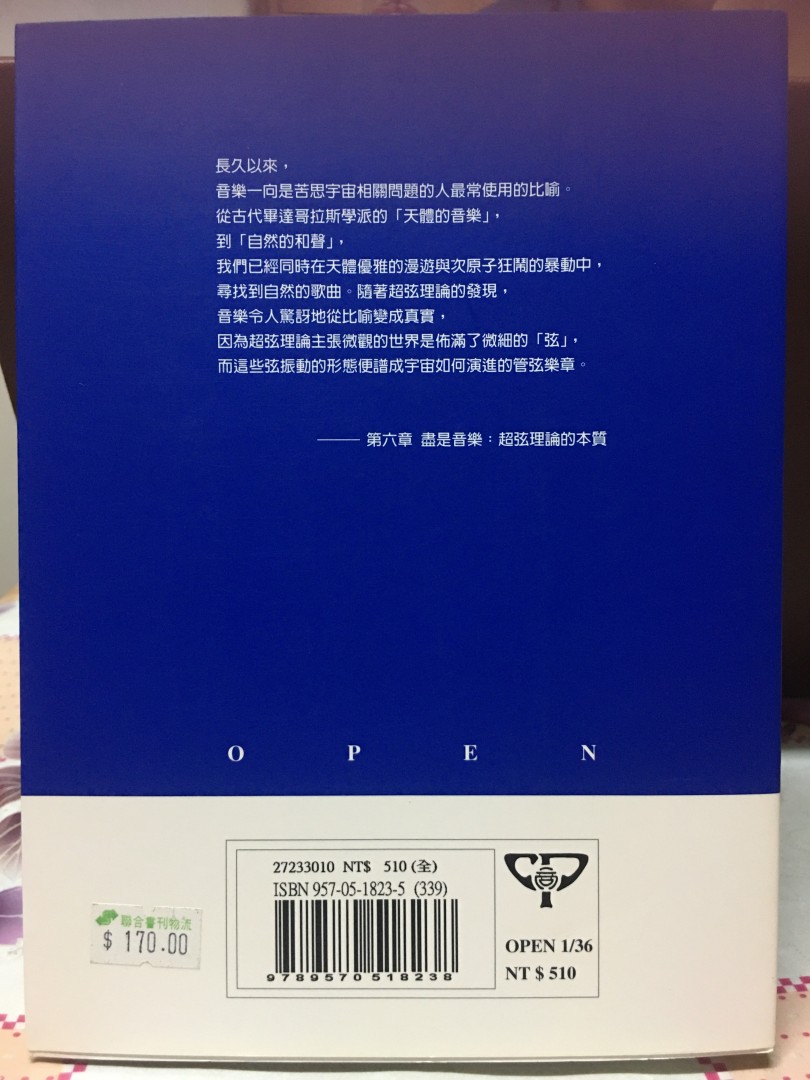 長久以來，
音樂一向是苦思宇宙相關問題的人最常使用的比喻。
從古代畢達哥拉斯學派的「天體的音樂」，
到「自然的和聲」，
我們已經同時在天體優雅的漫遊與次原子狂鬧的暴動中，
尋找到自然的歌曲。隨著超弦理論的發現，
音樂令人驚訝地從比喻變成真實，
因為超弦理論主張微觀的世界是佈滿了微細的「弦」，
而這些弦振動的形態便譜成宇宙如何演進的管弦樂章。
—— 第六章 盡是音樂：超弦理論的本質
O P E N
27233010 NT$ 510 (全)
ISBN 957-05-1823-5 (339)
9789570518238
OPEN 1/36
NT $ 510
聯合書刊物流
$ 170.00